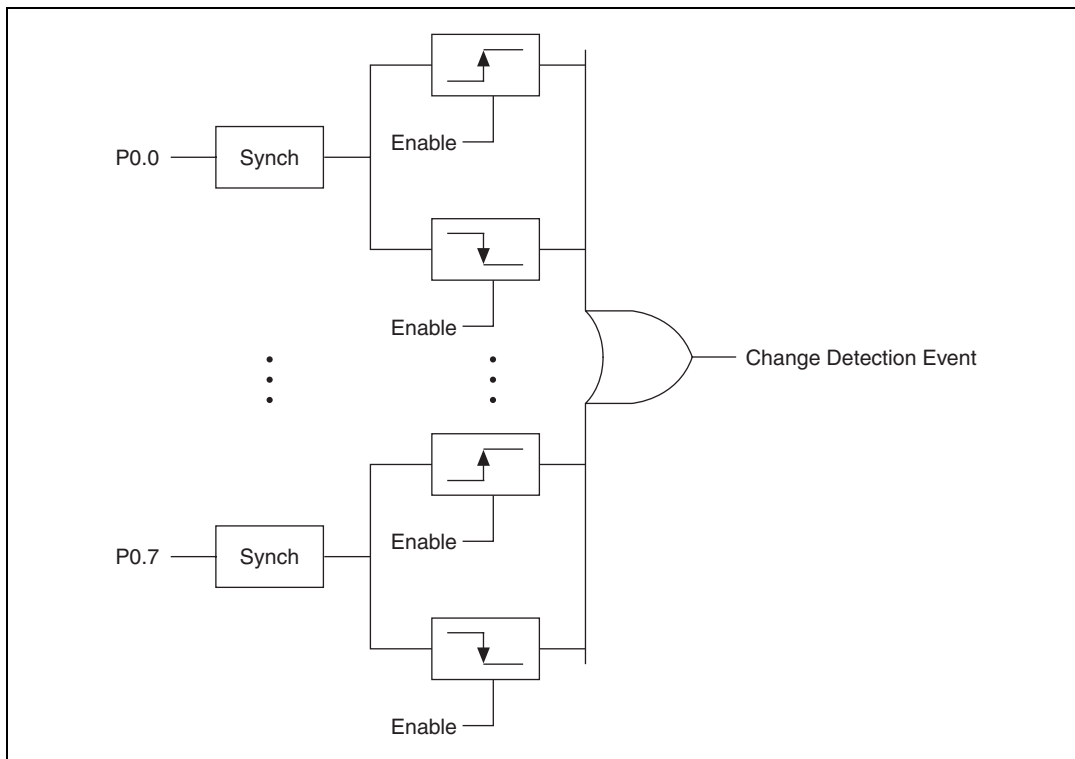 Enable
P0.0
Synch
Enable
Change Detection Event
Enable
P0.7
Synch
Enable